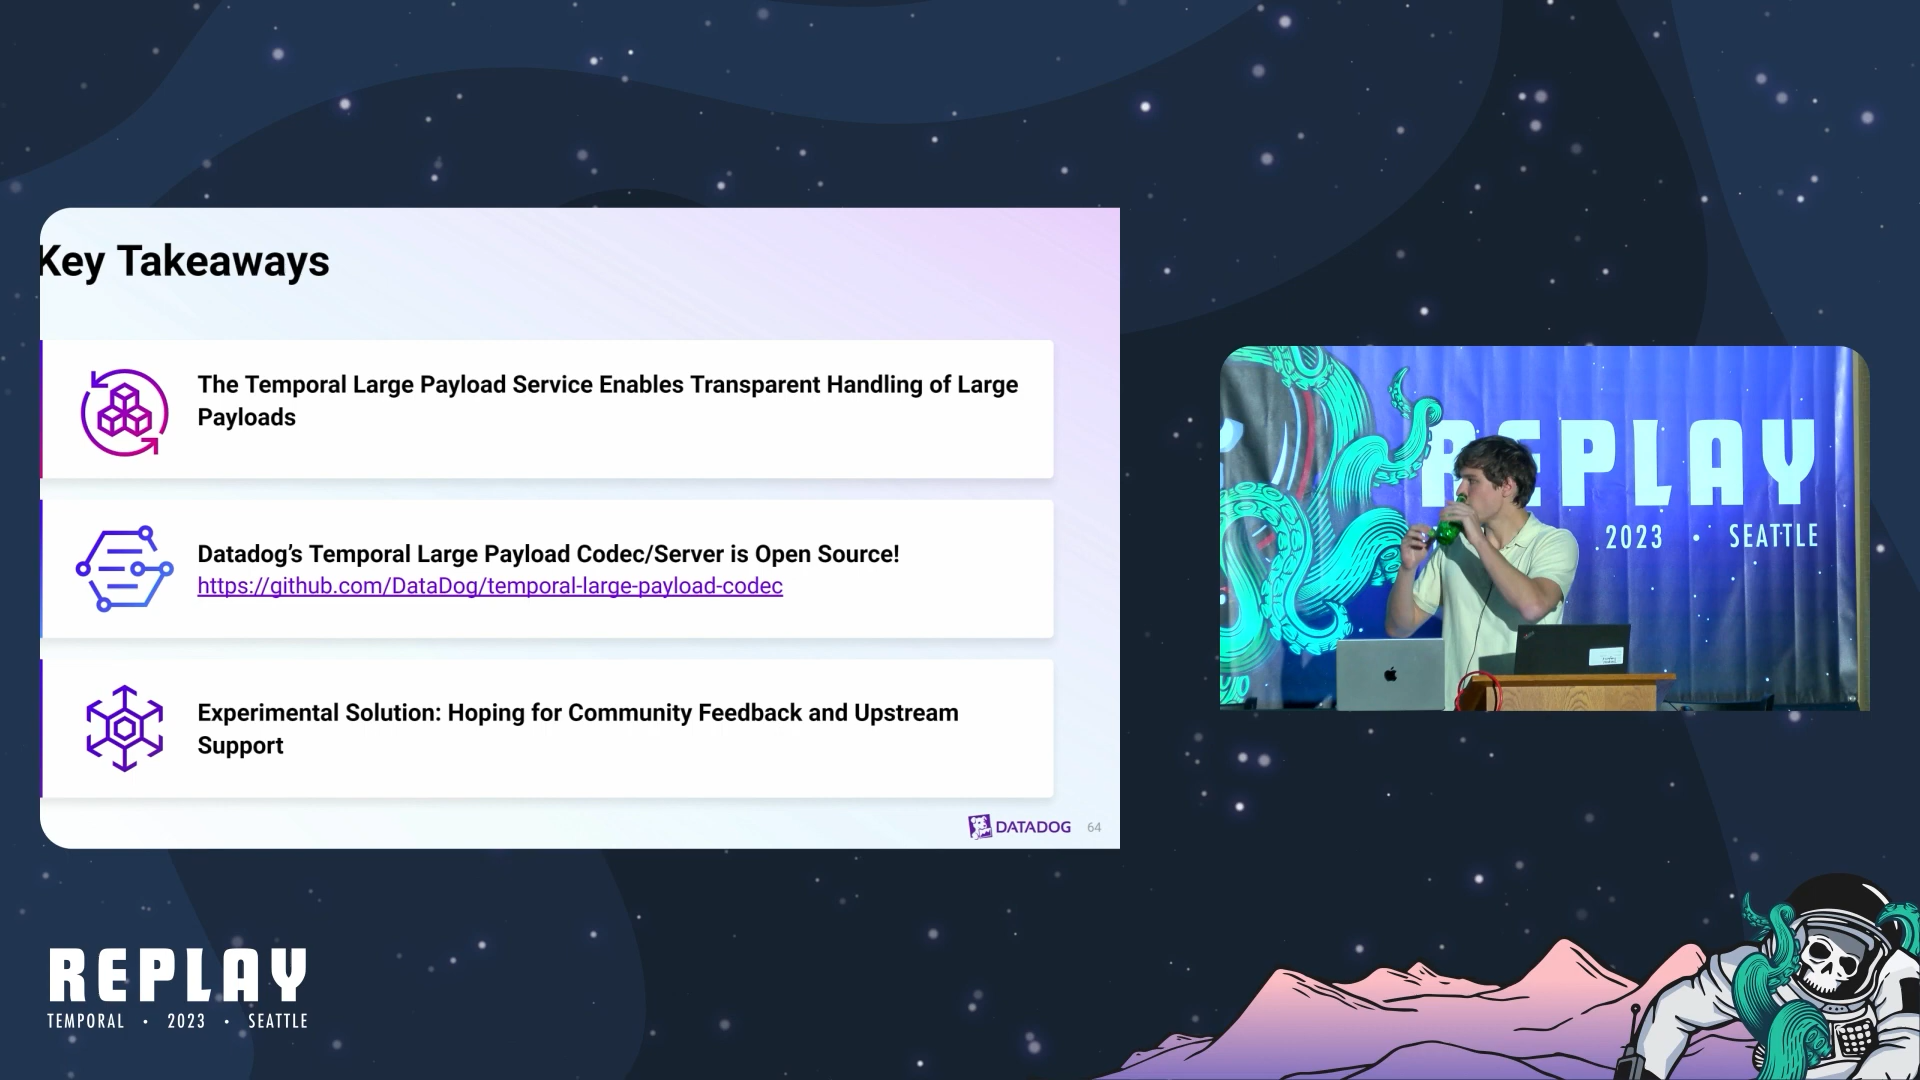 Key Takeaways
The Temporal Large Payload Service Enables Transparent Handling of Large
Payloads
Datadog’s Temporal Large Payload Codec/Server is Open Source!
https://github.com/DataDog/temporal-large-payload-codec
Experimental Solution: Hoping for Community Feedback and Upstream
Support
DATADOG 64
REPLAY
2023 • SEATTLE
REPLAY
TEMPORAL • 2023 • SEATTLE